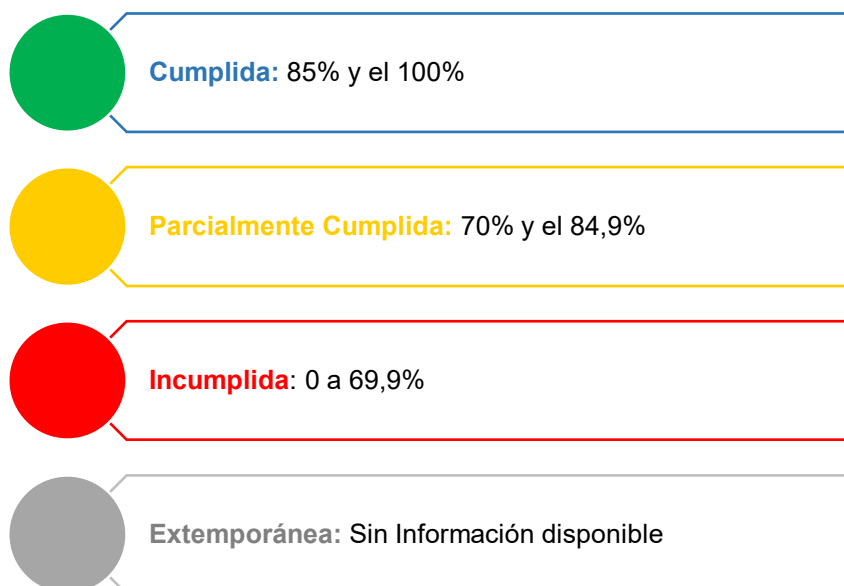 Cumplida: 85% y el 100%
Parcialmente Cumplida: 70% y el 84,9%
Incumplida: 0 a 69,9%
Extemporánea: Sin Información disponible